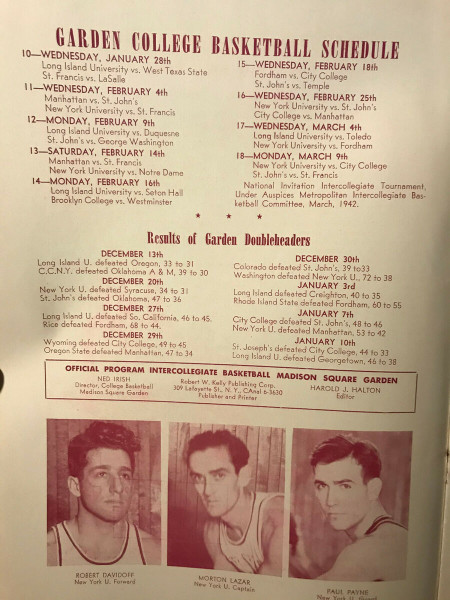 GARDEN COLLEGE BASKETBALL SCHEDULE
10—WEDNESDAY, JANUARY 28th
Long Island University vs. West Texas State
St. Francis vs. LaSalle
11—WEDNESDAY, FEBRUARY 4th
Manhattan vs. St. John's
New York University vs. St. Francis
12—MONDAY, FEBRUARY 9th
Long Island University vs. Duquesne
St. John's vs. George Washington
13—SATURDAY, FEBRUARY 14th
Manhattan vs. St. Francis
New York University vs. Notre Dame
14—MONDAY, FEBRUARY 16th
Long Island University vs. Seton Hall
Brooklyn College vs. Westminster
15—WEDNESDAY, FEBRUARY 18th
Fordham vs. City College
St. John's vs. Temple
16—WEDNESDAY, FEBRUARY 25th
New York University vs. St. John's
City College vs. Manhattan
17—WEDNESDAY, MARCH 4th
Long Island University vs. Toledo
New York University vs. Fordham
18—MONDAY, MARCH 9th
New York University vs. City College
St. John's vs. St. Francis
National Invitation Intercollegiate Tournament,
Under Auspices Metropolitan Intercollegiate Bas-
ketball Committee, March, 1942.
Results of Garden Doubleheaders
DECEMBER 13th
Long Island U. defeated Oregon, 33 to 31
C.C.N.Y. defeated Oklahoma A & M, 39 to 30
DECEMBER 20th
New York U. defeated Syracuse, 34 to 31
St. John's defeated Oklahoma, 47 to 36
DECEMBER 27th
Long Island U. defeated So. California, 46 to 45.
Rice defeated Fordham, 68 to 44.
DECEMBER 29th
Wyoming defeated City College, 49 to 45
Oregon State defeated Manhattan, 47 to 34
DECEMBER 30th
Colorado defeated St. John's, 39 to33
Washington defeated New York U., 72 to 38
JANUARY 3rd
Long Island defeated Creighton, 40 to 35
Rhode Island State defeated Fordham, 60 to 55
JANUARY 7th
City College defeated St. John's, 48 to 46
New York U. defeated Manhattan, 53 to 42
JANUARY 10th
St. Joseph's defeated City College, 44 to 33
Long Island U. defeated Georgetown, 46 to 38
OFFICIAL PROGRAM INTERCOLLEGIATE BASKETBALL MADISON SQUARE GARDEN
NED IRISH
Director, College Basketball
Madison Square Garden
Robert W. Kelly Publishing Corp.
309 Lafayette St., N. Y., CAnal 6-3630
Publisher and Printer
HAROLD J. HALTON
Editor
ROBERT DAVIDOFF
New York U. Forward
MORTON LAZAR
New York U. Captain
PAUL PAYNE
New York U.